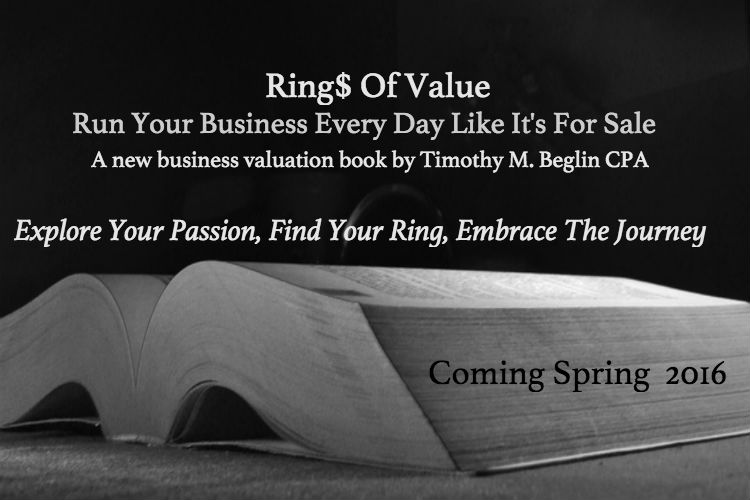 Ring$ Of Value
Run Your Business Every Day Like It's For Sale
A new business valuation book by Timothy M. Beglin CPA
Explore Your Passion, Find Your Ring, Embrace The Journey
Coming Spring 2016